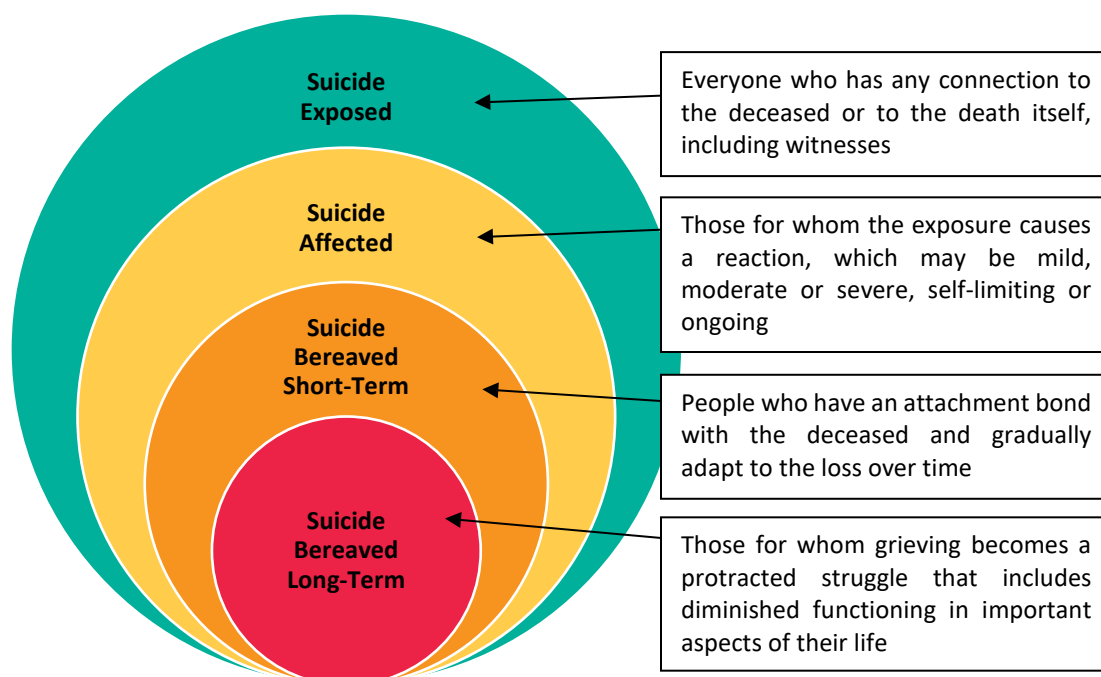 Suicide
Exposed
Everyone who has any connection to
the deceased or to the death itself,
including witnesses
Suicide
Affected
Those for whom the exposure causes
a reaction, which may be mild,
moderate or severe, self-limiting or
ongoing
Suicide
Bereaved
Short-Term
People who have an attachment bond
with the deceased and gradually
adapt to the loss over time
Suicide
Bereaved
Long-Term
Those for whom grieving becomes a
protracted struggle that includes
diminished functioning in important
aspects of their life